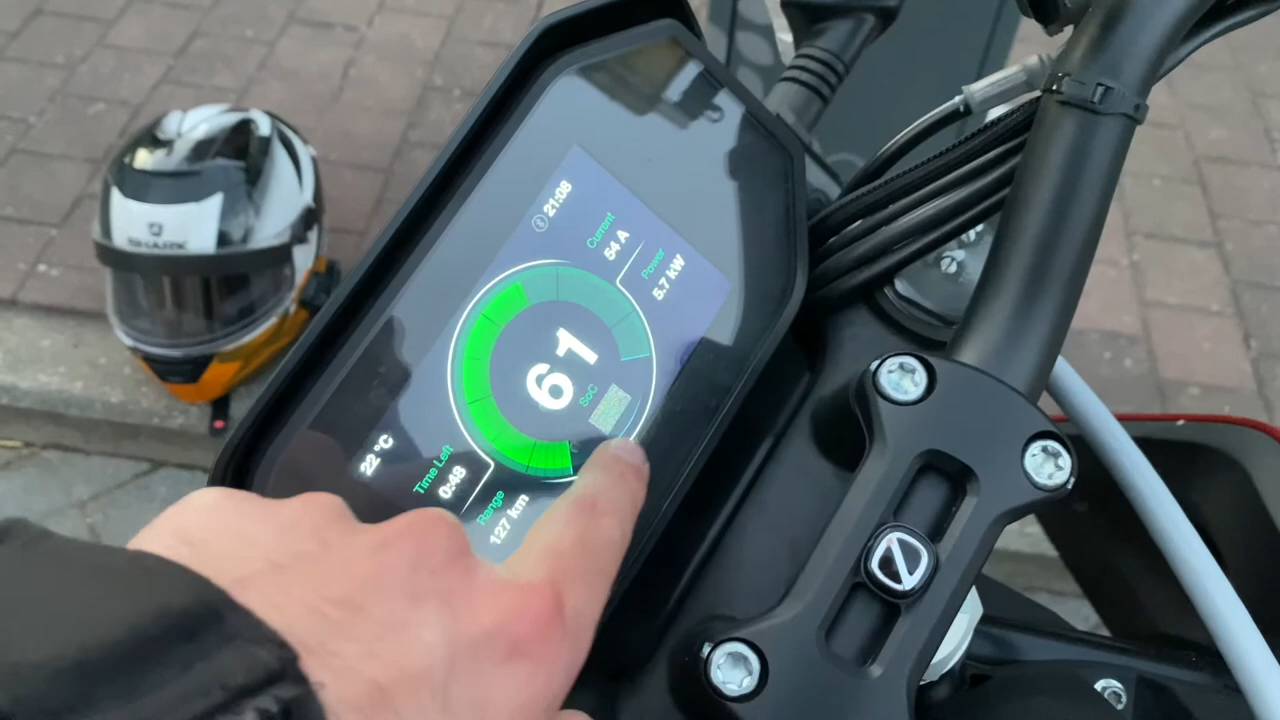 21:08
Current
54 A
Power
5.7 kW
61
SoC
22 °C
Time Left
0:48
Range
127 km
SHARK